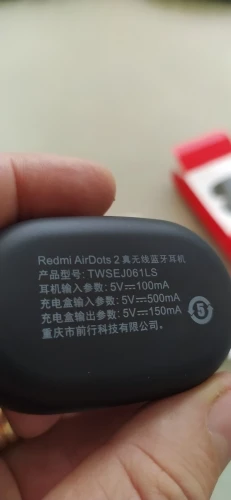 Redmi AirDots 2 真无线蓝牙耳机
产品型号: TWSEJ061LS
耳机输入参数: 5V⎓100mA
充电盒输入参数: 5V⎓500mA
充电盒输出参数: 5V⎓150mA
重庆市前行科技有限公司。
5